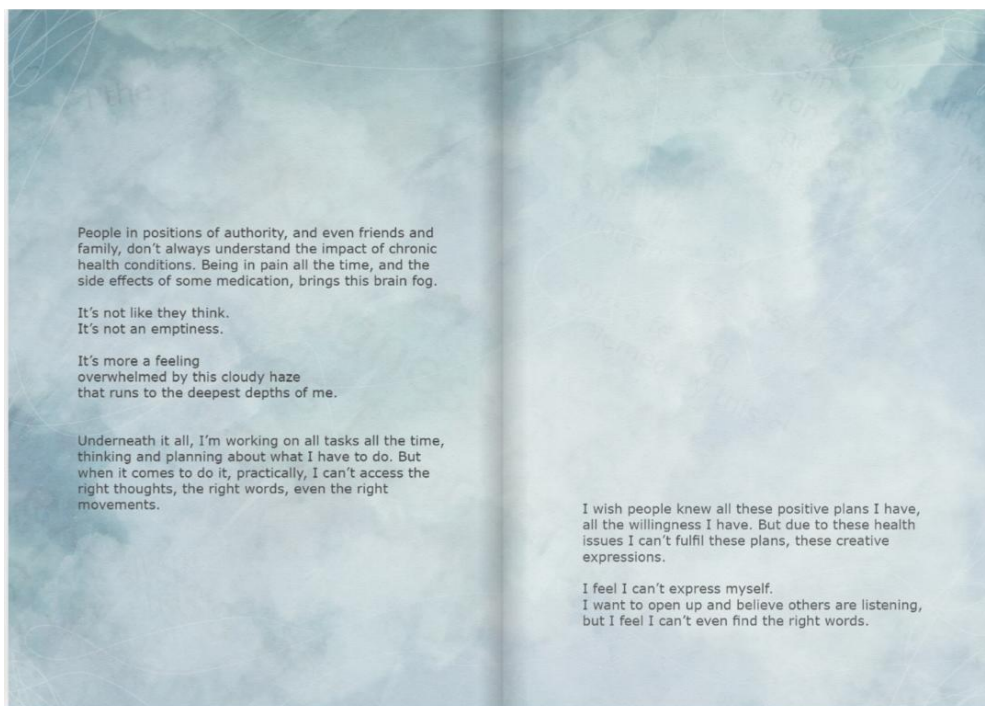 the
People in positions of authority, and even friends and
family, don't always understand the impact of chronic
health conditions. Being in pain all the time, and the
side effects of some medication, brings this brain fog.
It's not like they think.
It's not an emptiness.
It's more a feeling
overwhelmed by this cloudy haze
that runs to the deepest depths of me.
Underneath it all, I'm working on all tasks all the time,
thinking and planning about what I have to do. But
when it comes to do it, practically, I can't access the
right thoughts, the right words, even the right
movements.
I wish people knew all these positive plans I have,
all the willingness I have. But due to these health
issues I can't fulfil these plans, these creative
expressions.
I feel I can't express myself.
I want to open up and believe others are listening,
but I feel I can't even find the right words.